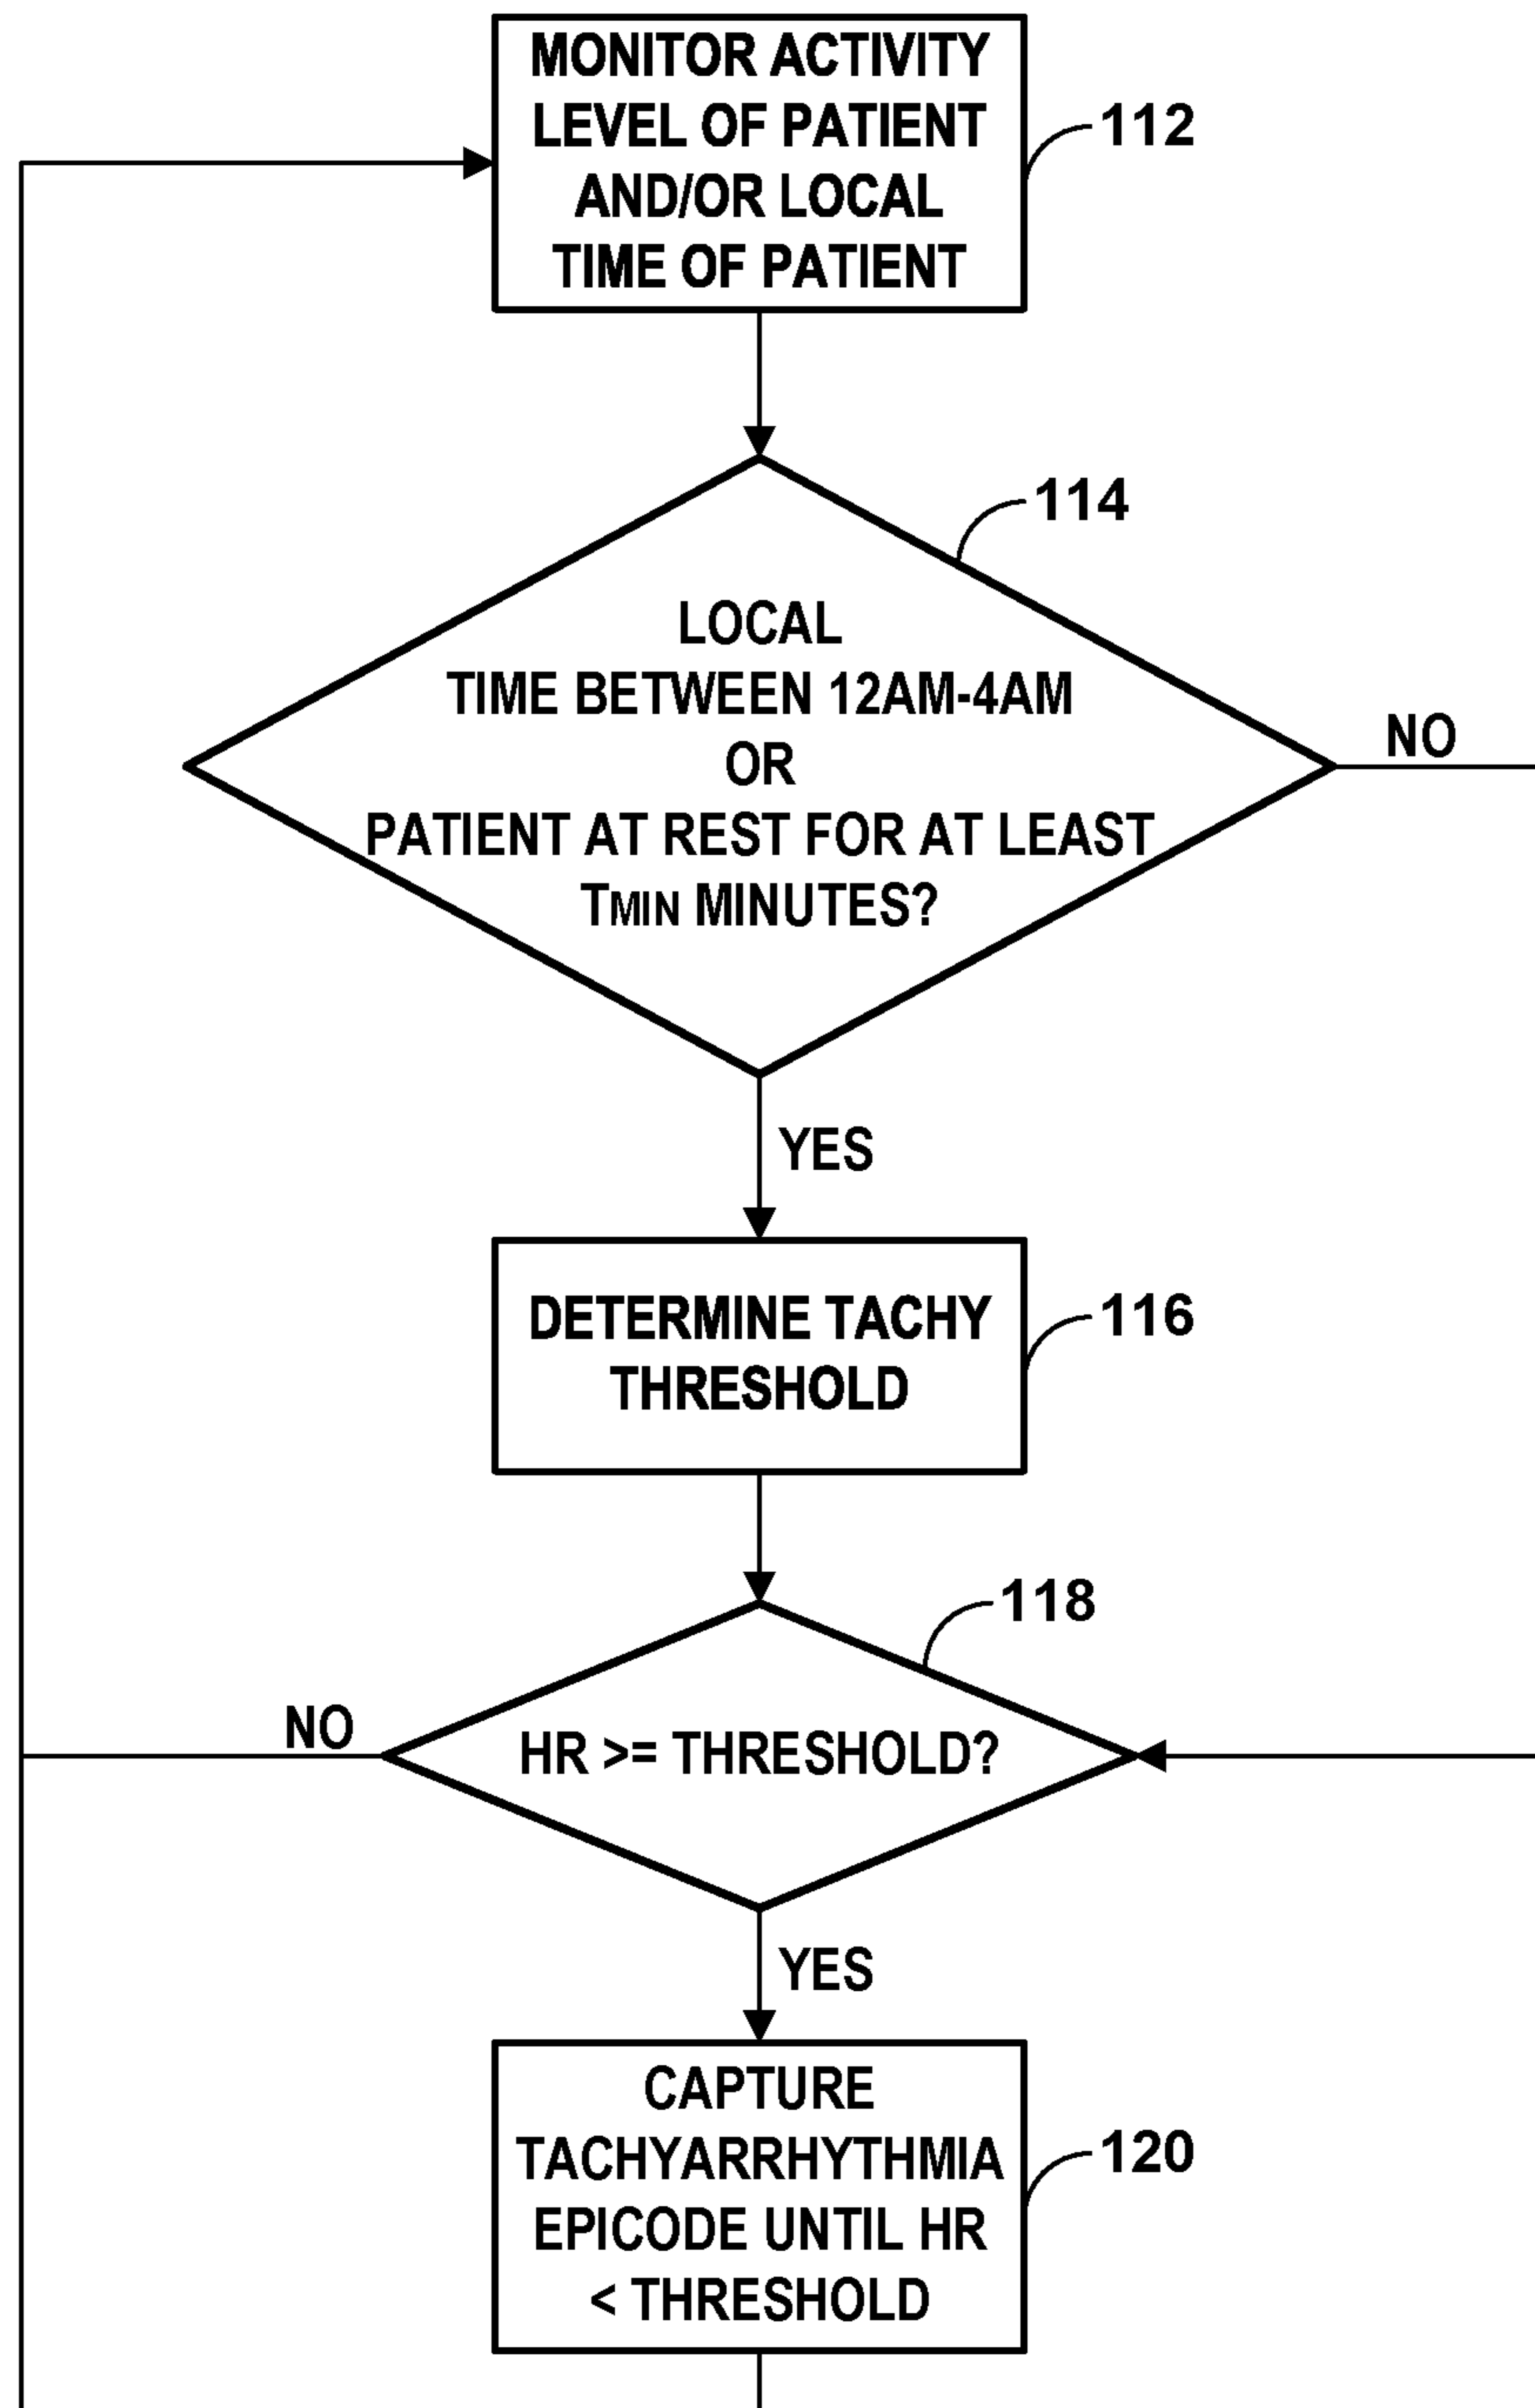 MONITOR ACTIVITY
LEVEL OF PATIENT
AND/OR LOCAL
TIME OF PATIENT
112
114
LOCAL
TIME BETWEEN 12AM-4AM
OR
PATIENT AT REST FOR AT LEAST
TMIN MINUTES?
NO
YES
DETERMINE TACHY
THRESHOLD
116
118
NO
HR >= THRESHOLD?
YES
CAPTURE
TACHYARRHYTHMIA
EPICODE UNTIL HR
< THRESHOLD
120